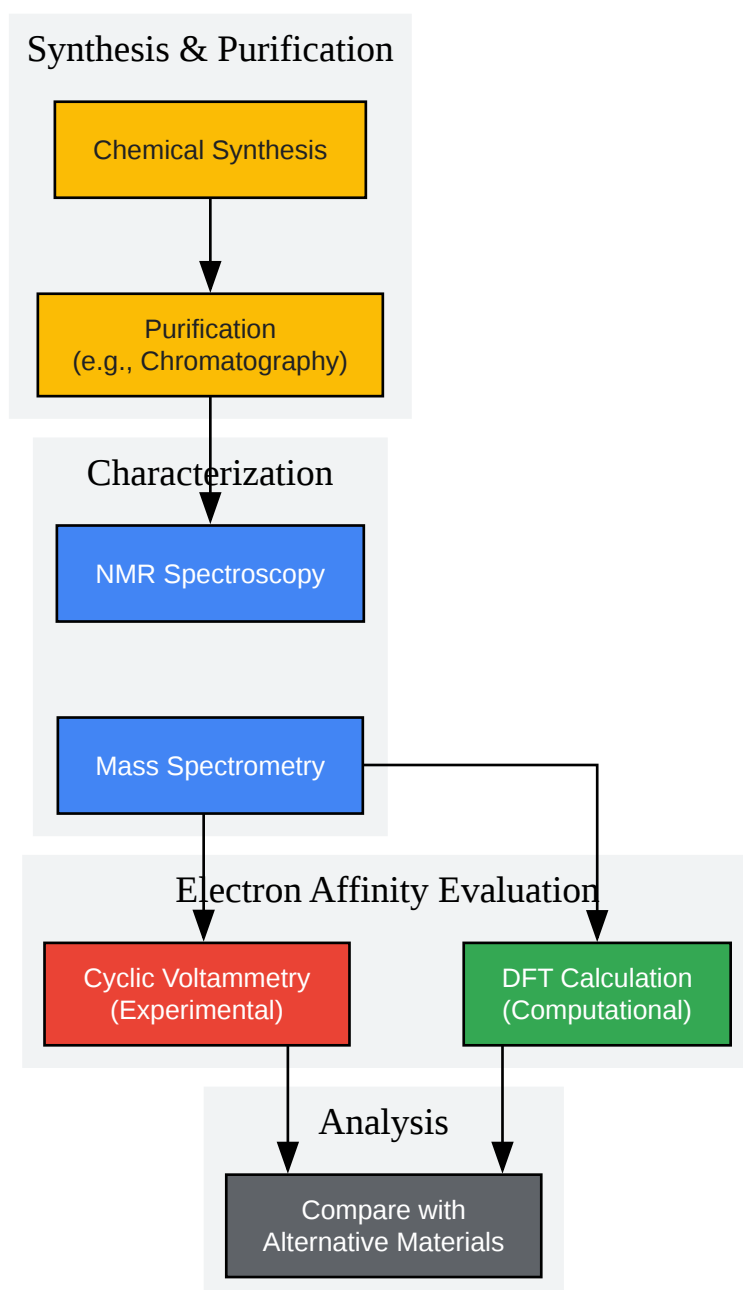 Synthesis & Purification
Chemical Synthesis
Purification
(e.g., Chromatography)
Characterization
NMR Spectroscopy
Mass Spectrometry
Electron Affinity Evaluation
Cyclic Voltammetry
(Experimental)
DFT Calculation
(Computational)
Analysis
Compare with
Alternative Materials